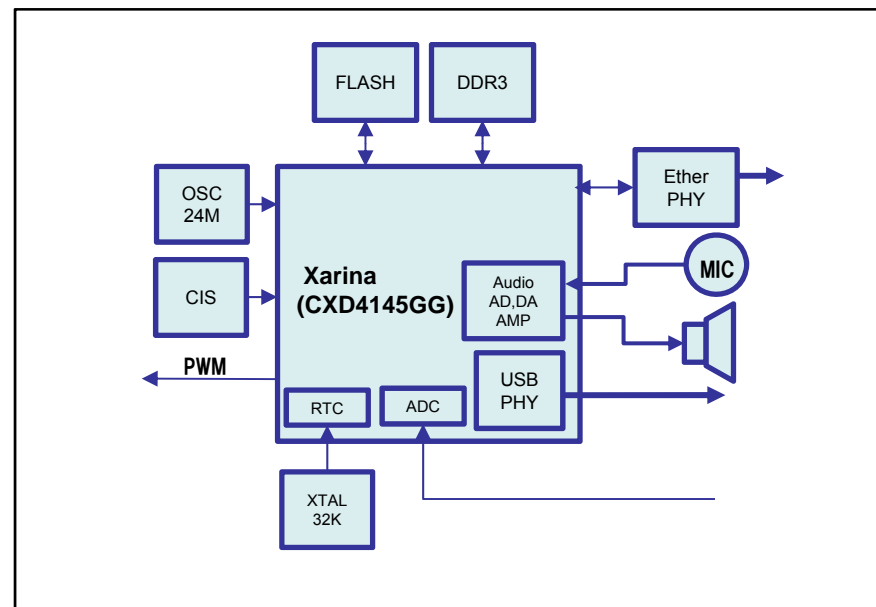 FLASH
DDR3
OSC
24M
Ether
PHY
CIS
Xarina
(CXD4145GG)
Audio
AD,DA
AMP
MIC
PWM
USB
PHY
RTC
ADC
XTAL
32K